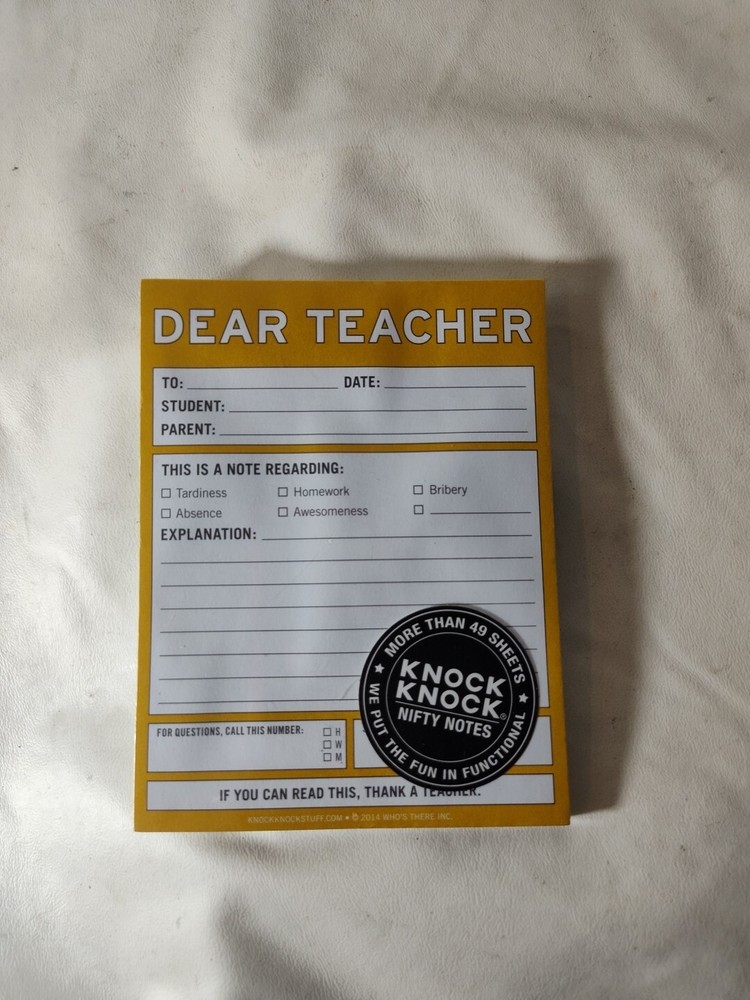 DEAR TEACHER
TO: DATE:
STUDENT:
PARENT:
THIS IS A NOTE REGARDING:
Tardiness Homework Bribery
Absence Awesomeness
EXPLANATION:
MORE THAN 49 SHEETS
KNOCK
KNOCK®
NIFTY NOTES
WE PUT THE FUN IN FUNCTIONAL
FOR QUESTIONS, CALL THIS NUMBER: H
W
M
IF YOU CAN READ THIS, THANK A TEACHER.
KNOCKKNOCKSTUFF.COM • © 2014 WHO'S THERE INC.